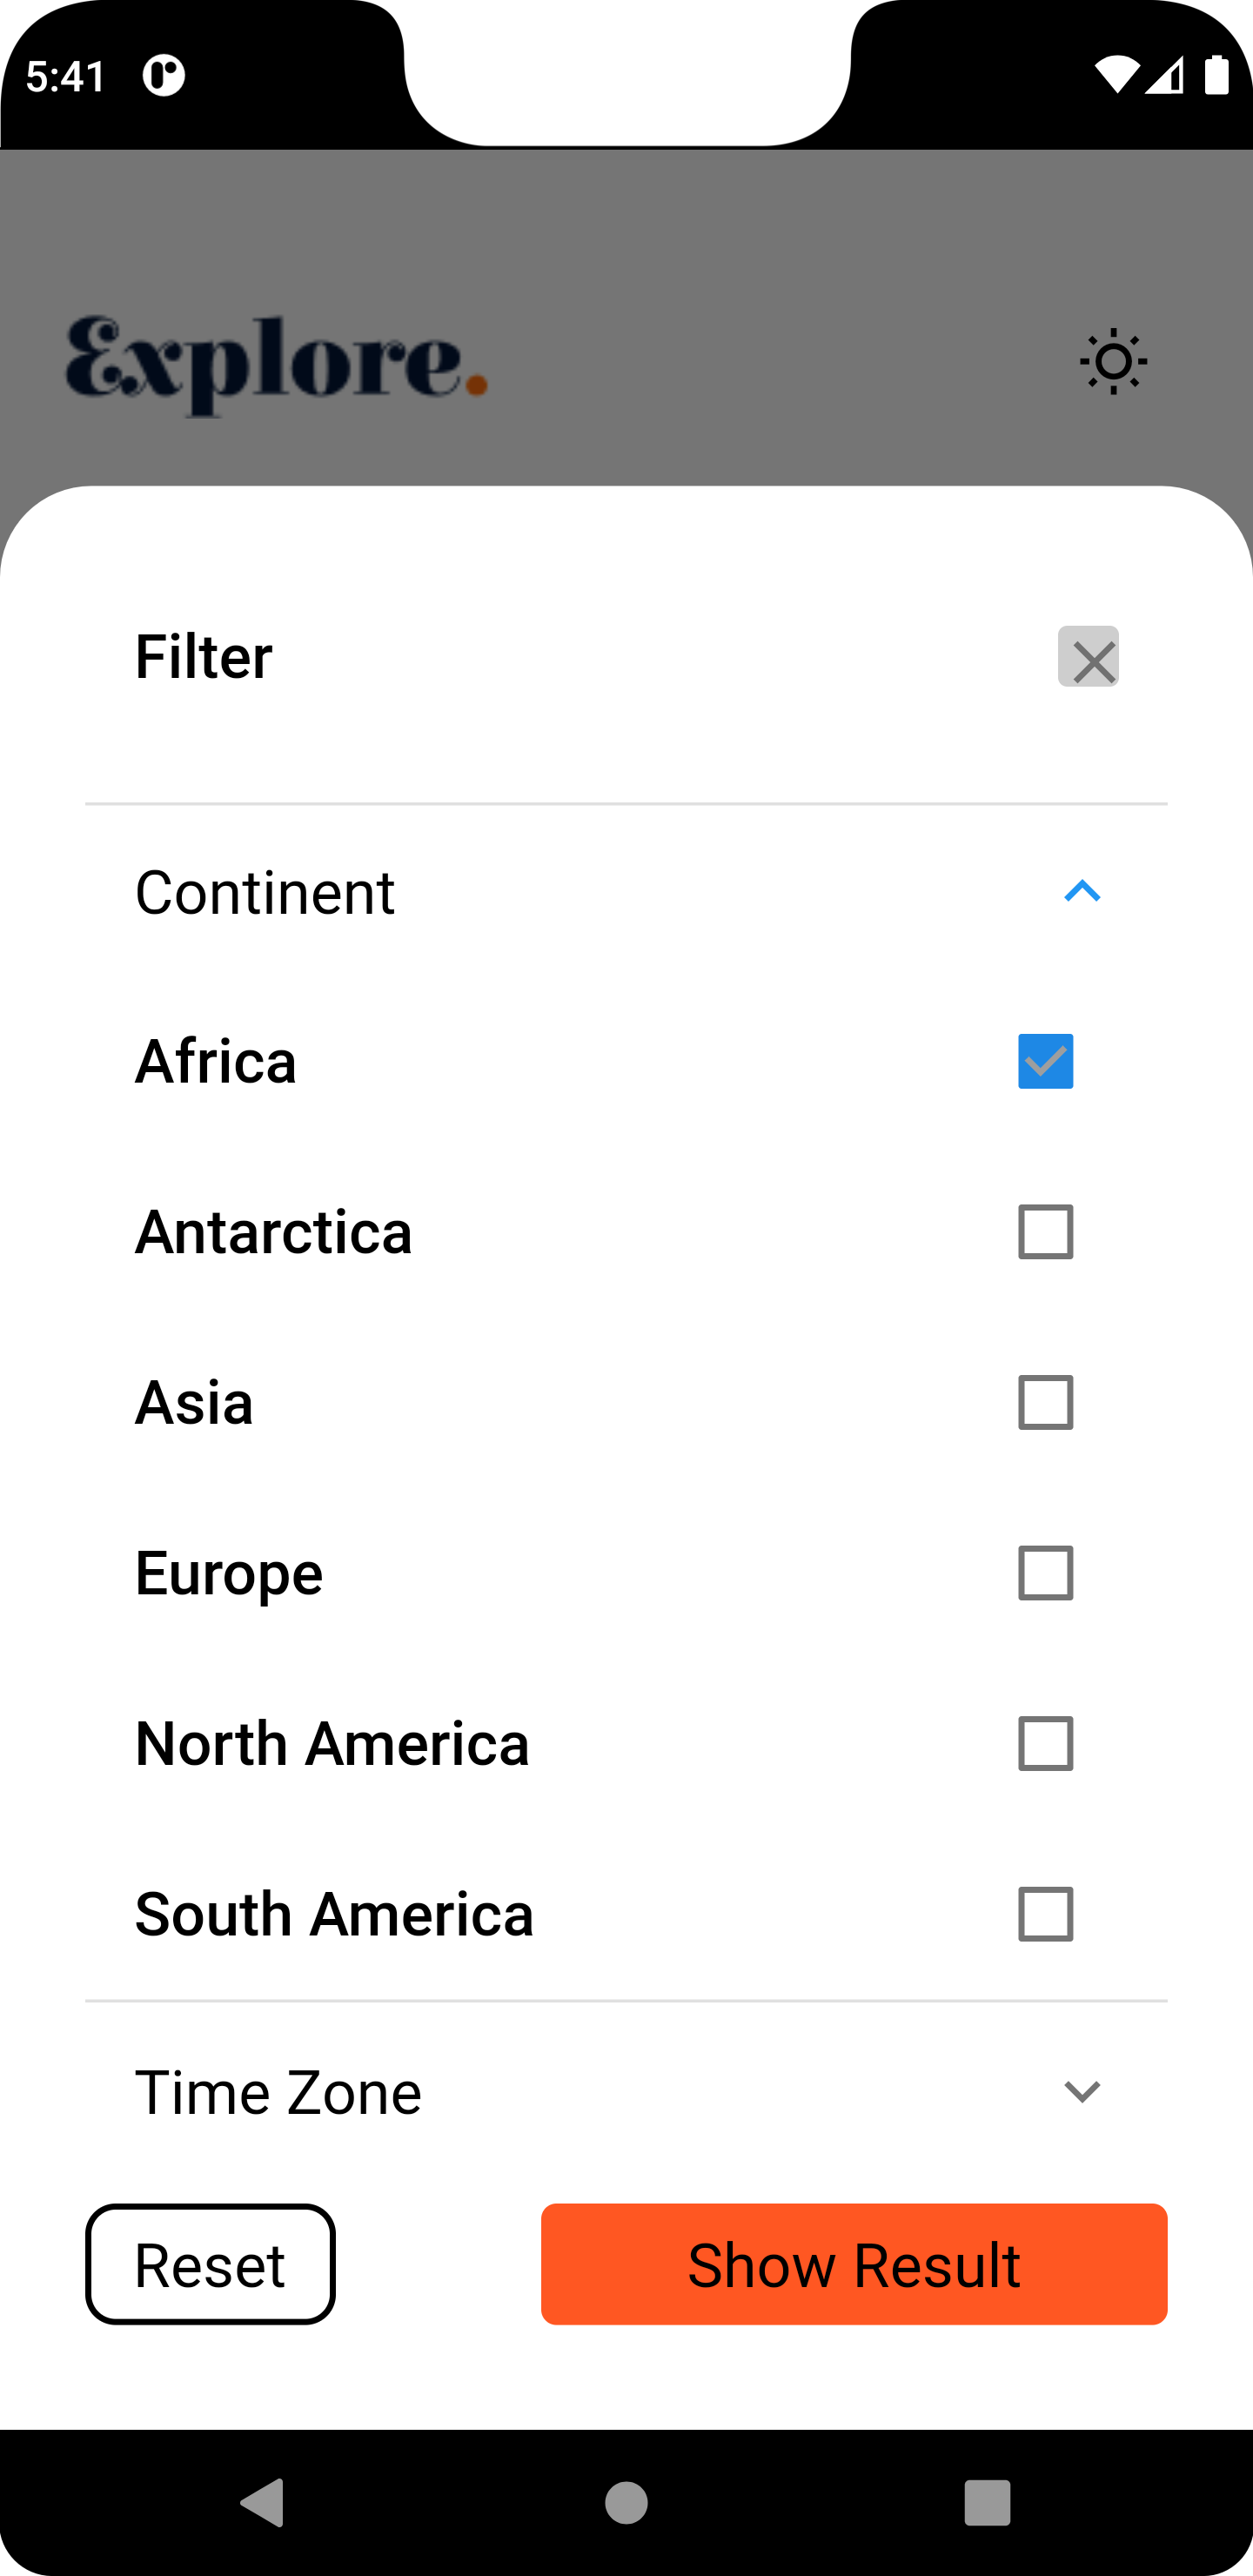 5:41
Explore.
Filter
Continent
Africa
Antarctica
Asia
Europe
North America
South America
Time Zone
Reset
Show Result